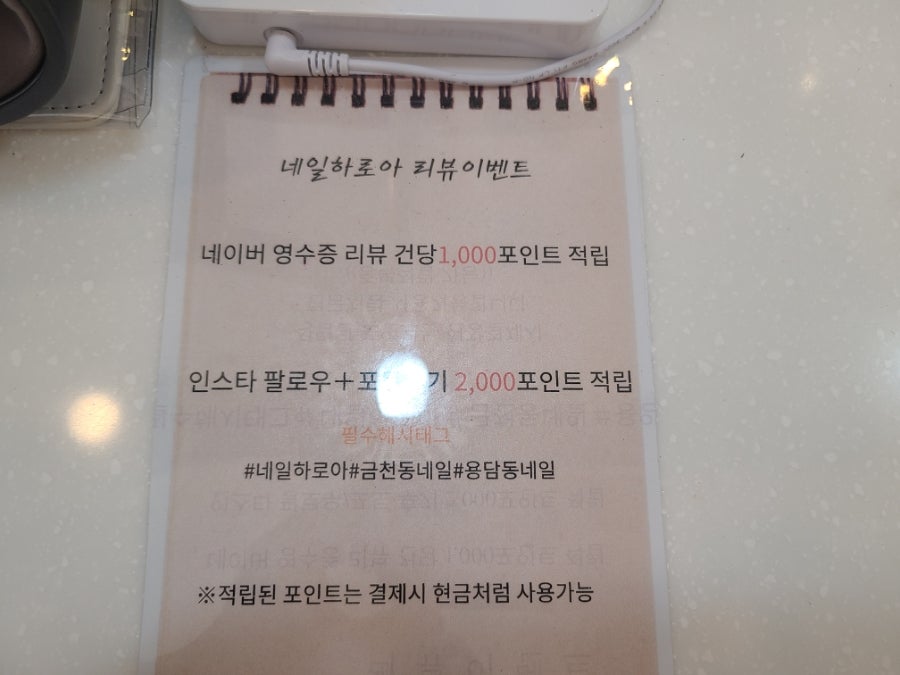 네일하로아 리뷰이벤트
네이버 영수증 리뷰 건당1,000포인트 적립
인스타 팔로우+포 기 2,000포인트 적립
필수해시태그
#네일하로아#금천동네일#용담동네일
※적립된 포인트는 결제시 현금처럼 사용가능